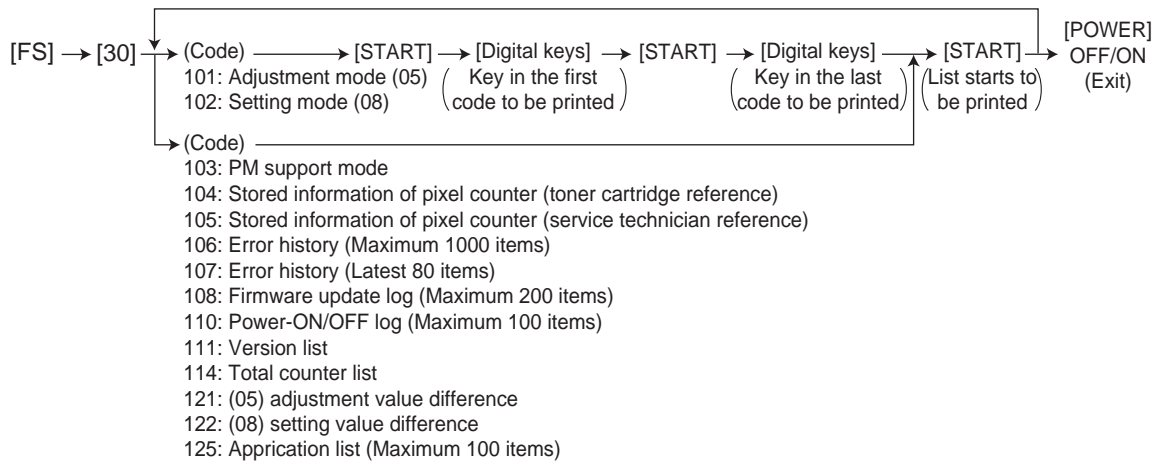 [FS] [30] (Code) [START] [Digital keys] [START] [Digital keys] [START] [POWER]
OFF/ON
(Exit)
101: Adjustment mode (05) (Key in the first (Key in the last (List starts to
102: Setting mode (08) code to be printed) code to be printed) be printed)
(Code)
103: PM support mode
104: Stored information of pixel counter (toner cartridge reference)
105: Stored information of pixel counter (service technician reference)
106: Error history (Maximum 1000 items)
107: Error history (Latest 80 items)
108: Firmware update log (Maximum 200 items)
110: Power-ON/OFF log (Maximum 100 items)
111: Version list
114: Total counter list
121: (05) adjustment value difference
122: (08) setting value difference
125: Apprication list (Maximum 100 items)